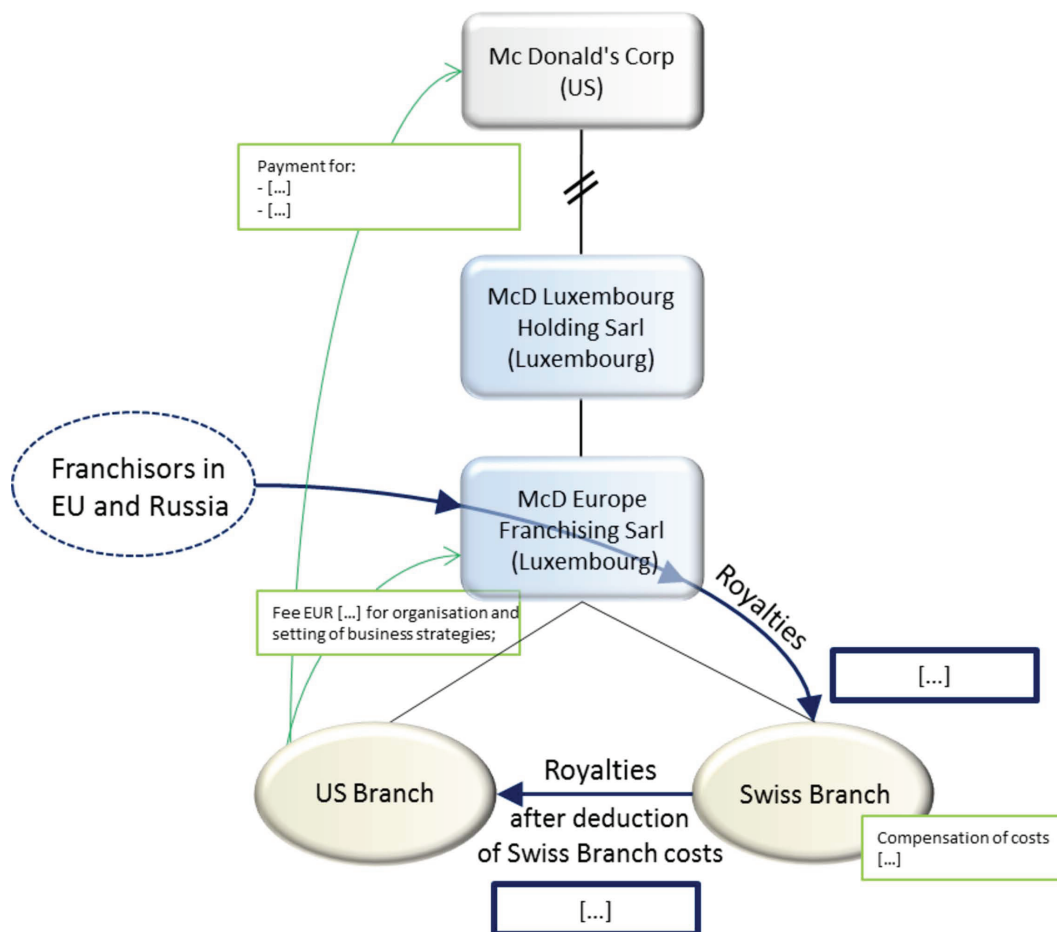 Mc Donald's Corp
(US)
Payment for:
- [...]
- [...]
McD Luxembourg
Holding Sarl
(Luxembourg)
Franchisors in
EU and Russia
McD Europe
Franchising Sarl
(Luxembourg)
Royalties
Fee EUR [...] for organisation and
setting of business strategies;
[...]
US Branch
Royalties
after deduction
of Swiss Branch costs
Swiss Branch
Compensation of costs
[...]
[...]